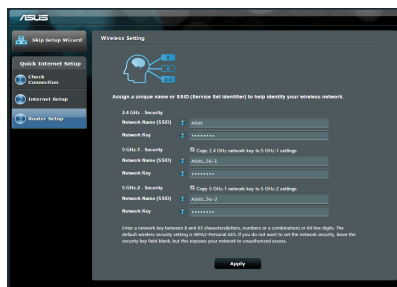 ASUS
Skip Setup Wizard
Wireless Setting
Quick Internet Setup
Check
Connection
Internet Setup
Router Setup
Assign a unique name or SSID (Service Set Identifier) to help identify your wireless network.
2.4 GHz - Security
Network Name (SSID) ASUS
Network Key ••••••••
5 GHz-1 - Security Copy 2.4 GHz network key to 5 GHz-1 settings
Network Name (SSID) ASUS_5G-1
Network Key ••••••••
5 GHz-2 - Security Copy 5 GHz-1 network key to 5 GHz-2 settings
Network Name (SSID) ASUS_5G-2
Network Key ••••••••
Enter a network key between 8 and 63 characters(letters, numbers or a combination) or 64 hex digits. The
default wireless security setting is WPA2-Personal AES. If you do not want to set the network security, leave the
security key field blank, but this exposes your network to unauthorized access.
Apply